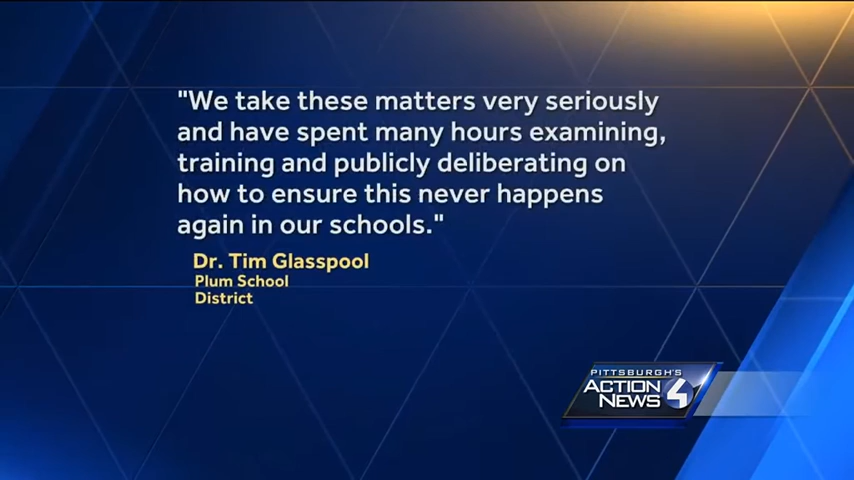 "We take these matters very seriously
and have spent many hours examining,
training and publicly deliberating on
how to ensure this never happens
again in our schools."
Dr. Tim Glasspool
Plum School
District
PITTSBURGH'S
ACTION
NEWS 4